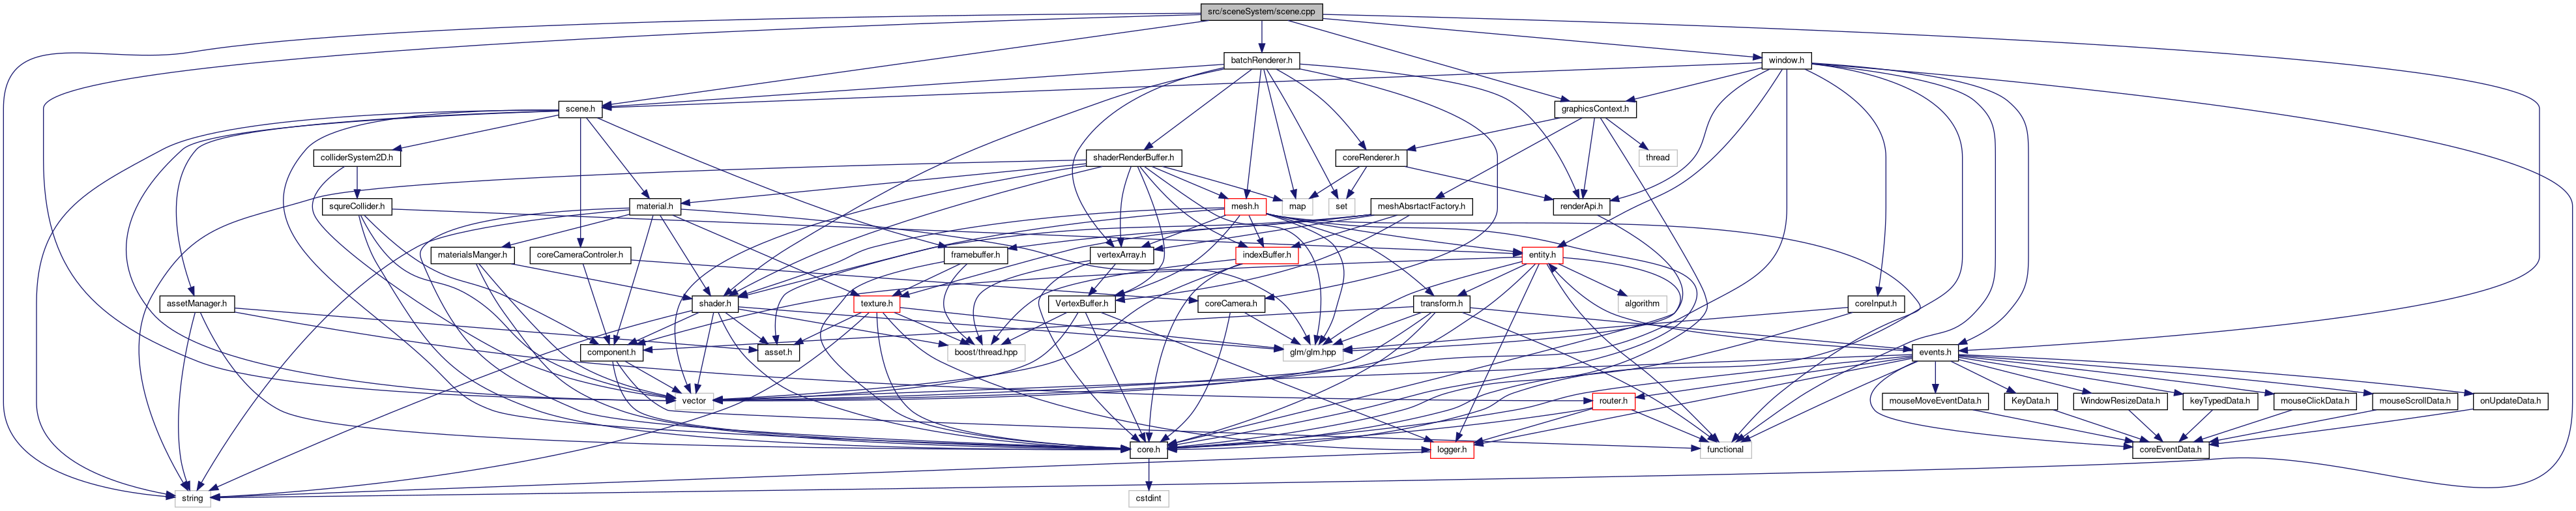 src/sceneSystem/scene.cpp
batchRenderer.h
window.h
scene.h
graphicsContext.h
colliderSystem2D.h
shaderRenderBuffer.h
coreRenderer.h
thread
squreCollider.h
material.h
mesh.h
map
set
meshAbsrtactFactory.h
renderApi.h
materialsManger.h
coreCameraControler.h
framebuffer.h
vertexArray.h
indexBuffer.h
entity.h
assetManager.h
shader.h
texture.h
VertexBuffer.h
coreCamera.h
transform.h
algorithm
coreInput.h
component.h
asset.h
boost/thread.hpp
glm/glm.hpp
events.h
vector
router.h
mouseMoveEventData.h
KeyData.h
WindowResizeData.h
keyTypedData.h
mouseClickData.h
mouseScrollData.h
onUpdateData.h
core.h
logger.h
functional
coreEventData.h
string
cstdint